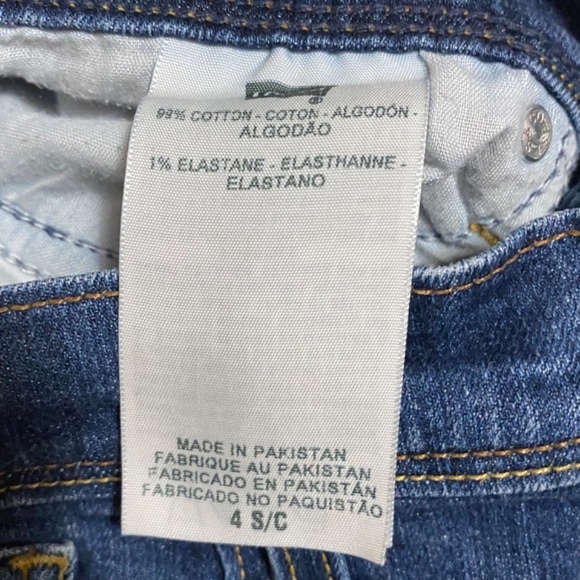 99% COTTON - COTON - ALGODÓN -
ALGODÃO
1% ELASTANE - ELASTHANNE -
ELASTANO
MADE IN PAKISTAN
FABRIQUE AU PAKISTAN
FABRICADO EN PAKISTÁN
FABRICADO NO PAQUISTÃO
4 S/C